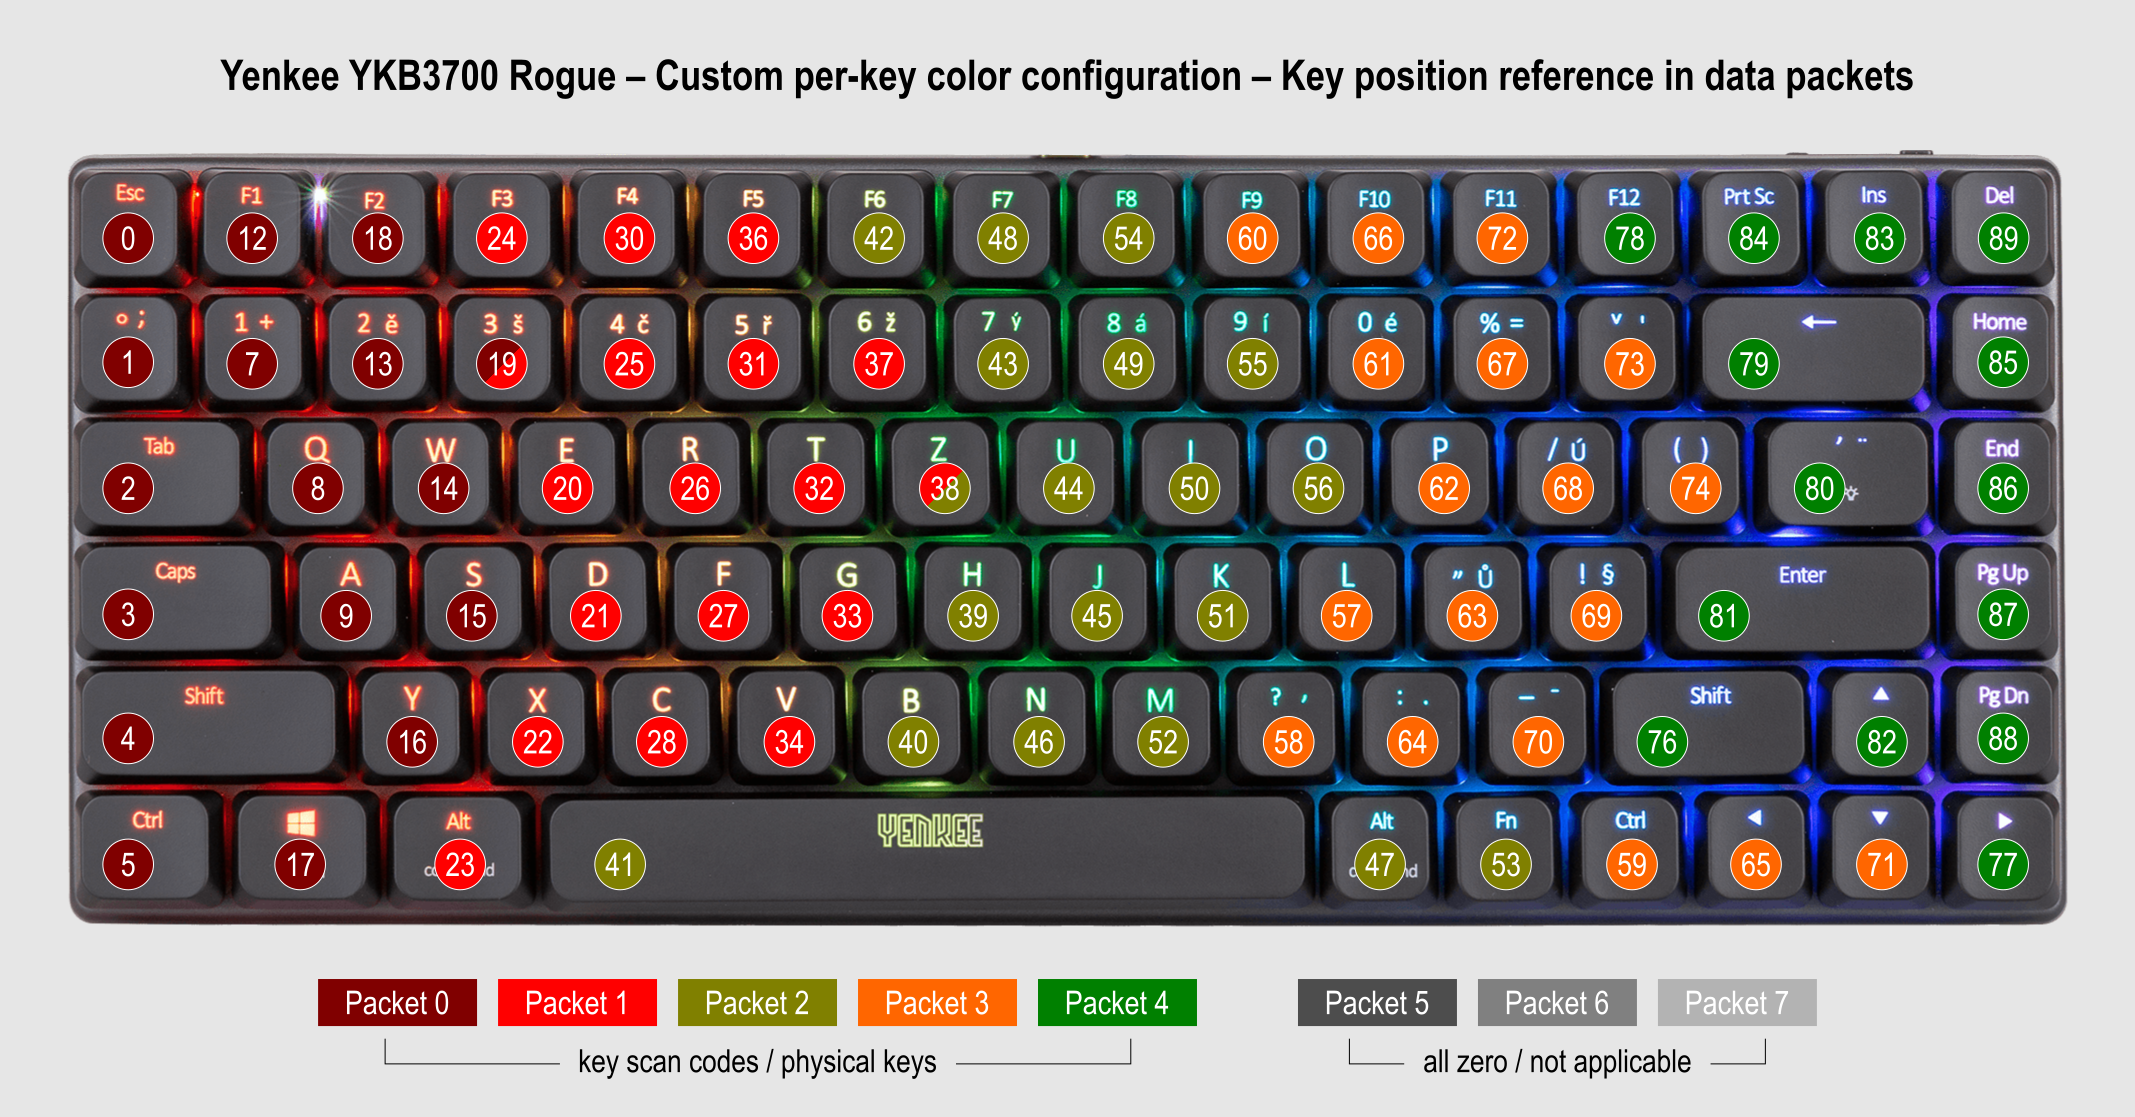 Yenkee YKB3700 Rogue – Custom per-key color configuration – Key position reference in data packets
Esc F1 F2 F3 F4 F5 F6 F7 F8 F9 F10 F11 F12 Prt Sc Ins Del
0 12 18 24 30 36 42 48 54 60 66 72 78 84 83 89
° ; 1 + 2 ě 3 š 4 č 5 ř 6 ž 7 ý 8 á 9 í 0 é % = ˇ ' ← Home
1 7 13 19 25 31 37 43 49 55 61 67 73 79 85
Tab Q W E R T Z U I O P / ú ( ) ' ¨ End
2 8 14 20 26 32 38 44 50 56 62 68 74 80 86
Caps A S D F G H J K L " ů ! § Enter Pg Up
3 9 15 21 27 33 39 45 51 57 63 69 81 87
Shift Y X C V B N M ? , : . – - Shift ▲ Pg Dn
4 16 22 28 34 40 46 52 58 64 70 76 82 88
Ctrl Alt YENKEE Alt Fn Ctrl ◀ ▼ ▶
5 17 23 41 47 53 59 65 71 77
Packet 0 Packet 1 Packet 2 Packet 3 Packet 4 Packet 5 Packet 6 Packet 7
key scan codes / physical keys all zero / not applicable